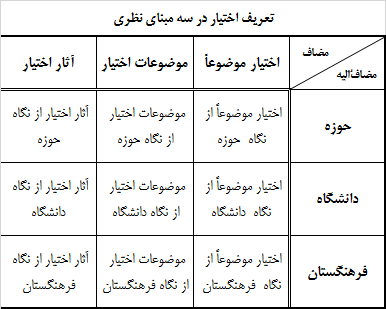 تعریف اختیار در سه مبنای نظری
مضاف
مضاف‌ٌالیه
اختیار موضوعاً
موضوعات اختیار
آثار اختیار
حوزه
اختیار موضوعاً از
نگاه حوزه
موضوعات اختیار
از نگاه حوزه
آثار اختیار از نگاه
حوزه
دانشگاه
اختیار موضوعاً از
نگاه دانشگاه
موضوعات اختیار
از نگاه دانشگاه
آثار اختیار از نگاه
دانشگاه
فرهنگستان
اختیار موضوعاً از
نگاه فرهنگستان
موضوعات اختیار
از نگاه فرهنگستان
آثار اختیار از نگاه
فرهنگستان